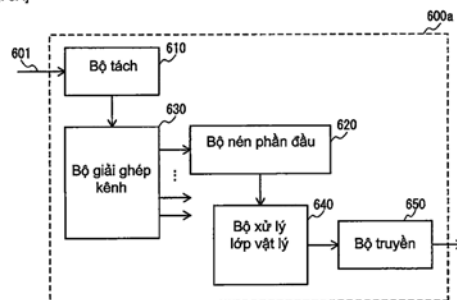 600a
601
610
Bộ tách
630
620
Bộ nén phần đầu
Bộ giải ghép
kênh
640
650
Bộ xử lý
lớp vật lý
Bộ truyền